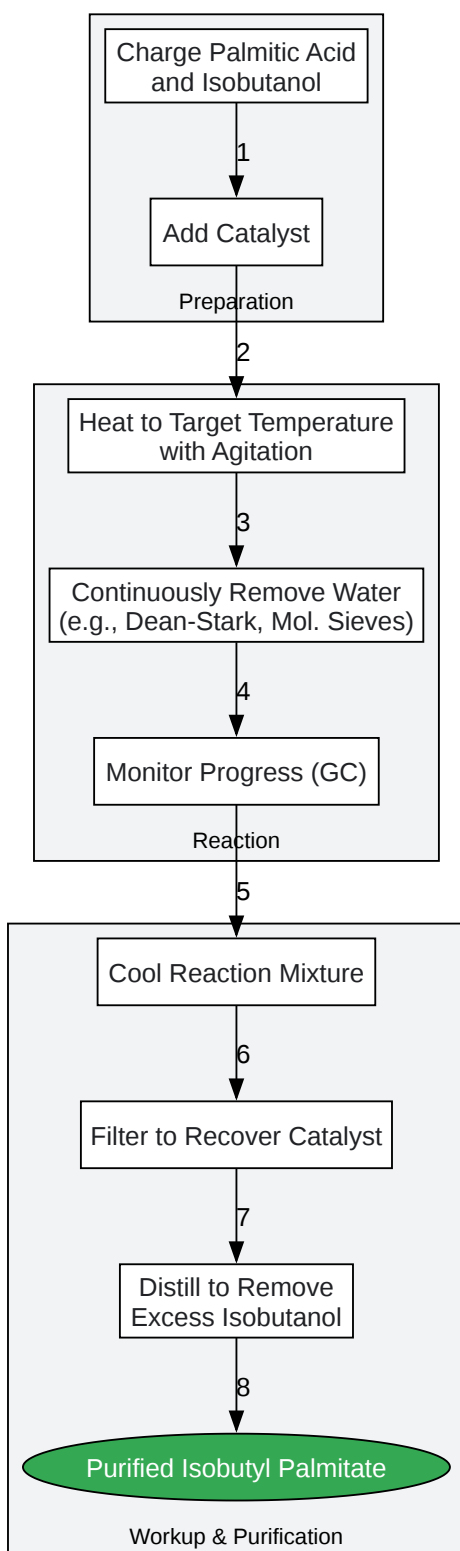 Charge Palmitic Acid
and Isobutanol
1
Add Catalyst
Preparation
2
Heat to Target Temperature
with Agitation
3
Continuously Remove Water
(e.g., Dean-Stark, Mol. Sieves)
4
Monitor Progress (GC)
Reaction
5
Cool Reaction Mixture
6
Filter to Recover Catalyst
7
Distill to Remove
Excess Isobutanol
8
Purified Isobutyl Palmitate
Workup & Purification